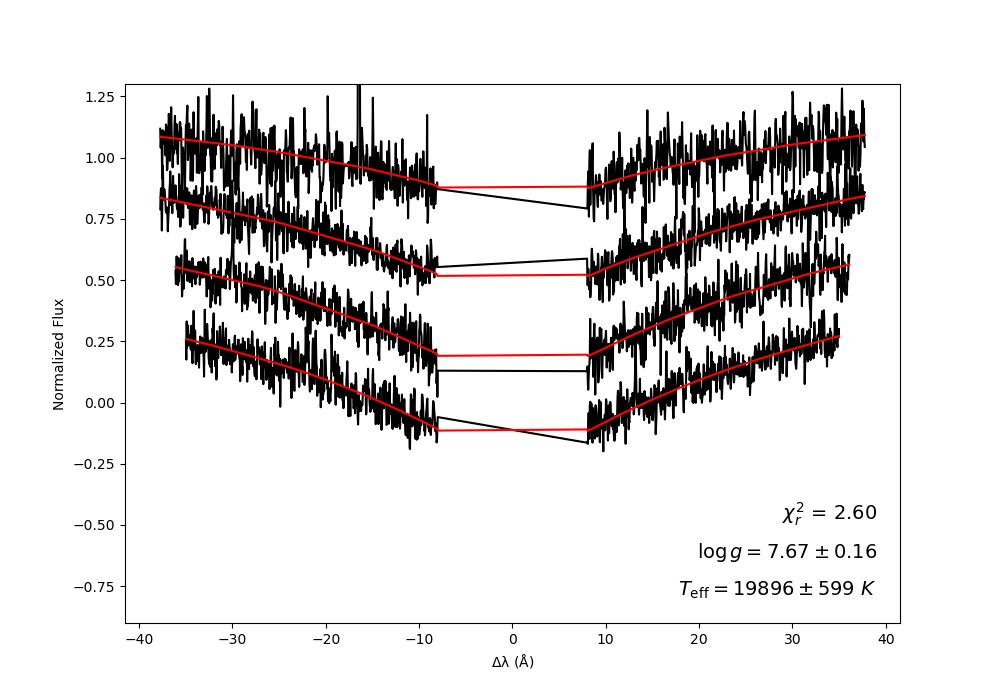 1.25
1.00
0.75
0.50
0.25
0.00
−0.25
−0.50
−0.75
Normalized Flux
χ²ᵣ = 2.60
log g = 7.67 ± 0.16
T_eff = 19896 ± 599 K
−40 −30 −20 −10 0 10 20 30 40
Δλ (Å)